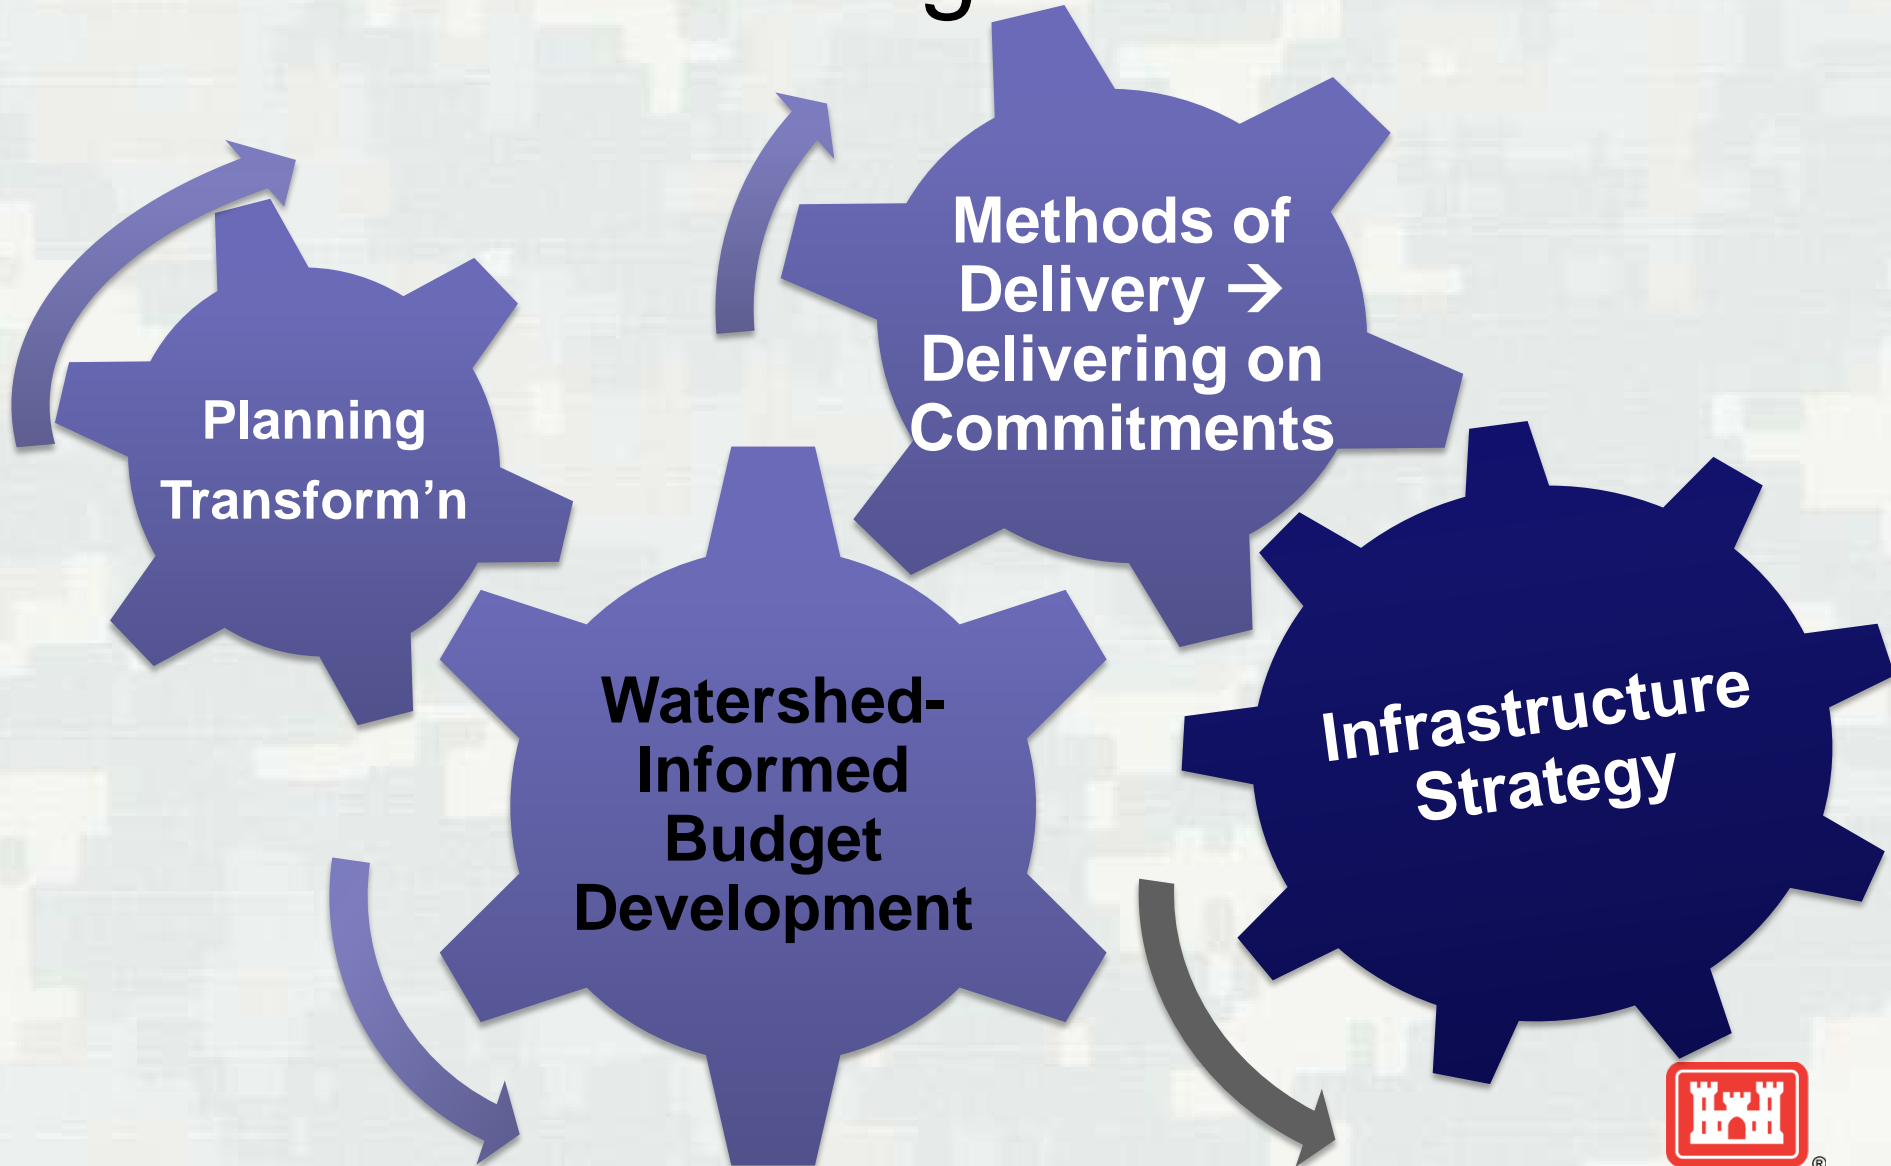 Planning
Transform’n
Methods of
Delivery →
Delivering on
Commitments
Watershed-
Informed
Budget
Development
Infrastructure
Strategy
®